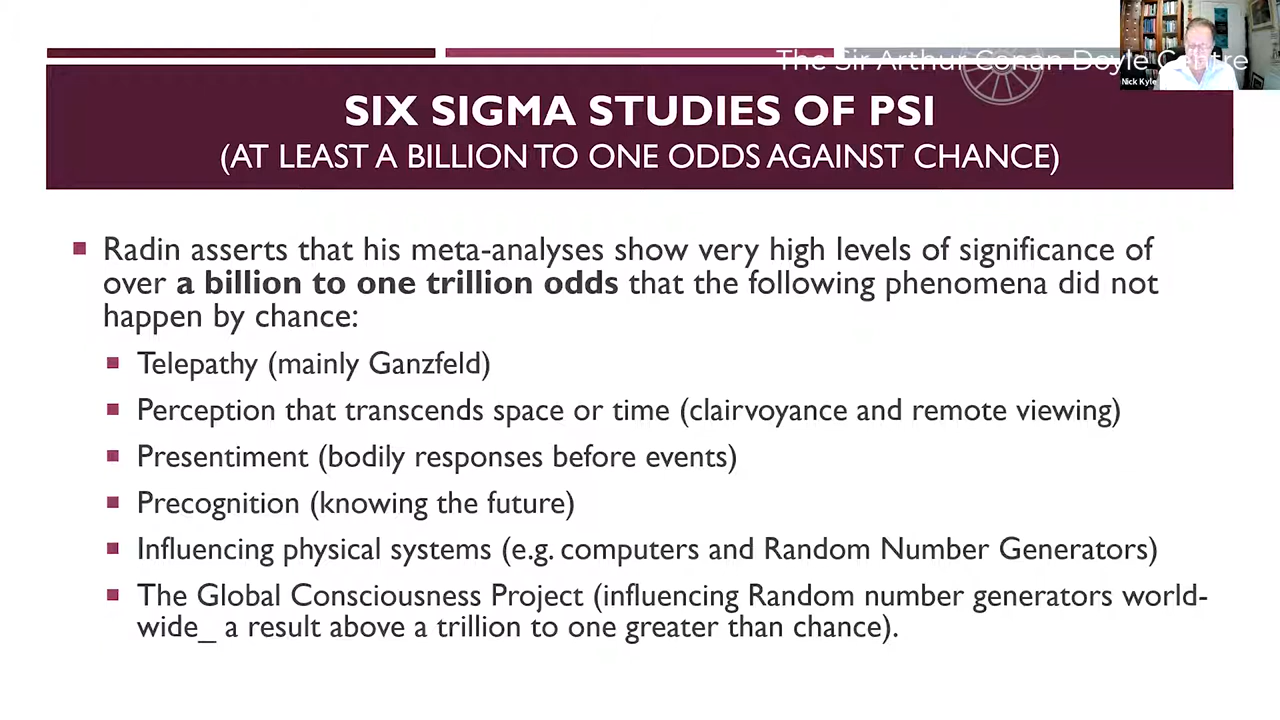 The Sir Arthur Conan Doyle Centre
Nick Kyle
SIX SIGMA STUDIES OF PSI
(AT LEAST A BILLION TO ONE ODDS AGAINST CHANCE)
Radin asserts that his meta-analyses show very high levels of significance of
over a billion to one trillion odds that the following phenomena did not
happen by chance:
Telepathy (mainly Ganzfeld)
Perception that transcends space or time (clairvoyance and remote viewing)
Presentiment (bodily responses before events)
Precognition (knowing the future)
Influencing physical systems (e.g. computers and Random Number Generators)
The Global Consciousness Project (influencing Random number generators world-
wide_ a result above a trillion to one greater than chance).